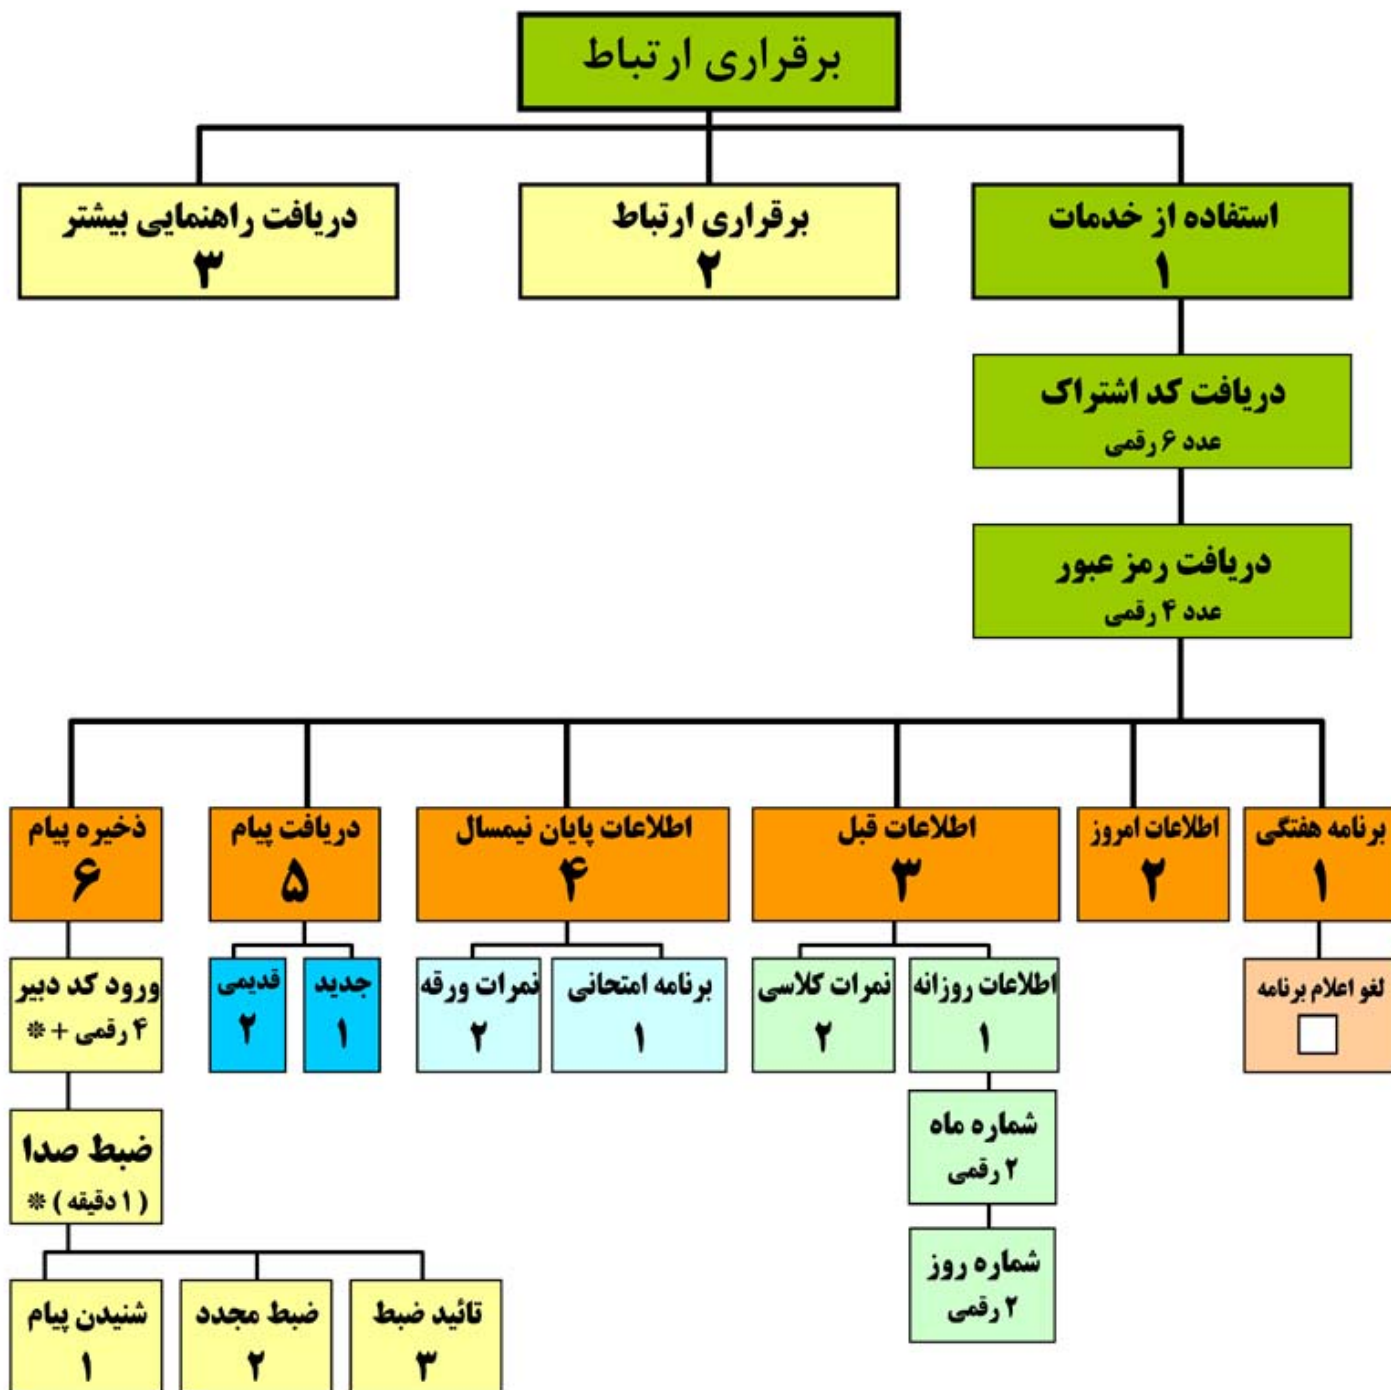 برقراری ارتباط
استفاده از خدمات
۱
برقراری ارتباط
۲
دریافت راهنمایی بیشتر
۳
دریافت کد اشتراک
عدد ۶ رقمی
دریافت رمز عبور
عدد ۴ رقمی
برنامه هفتگی
۱
اطلاعات امروز
۲
اطلاعات قبل
۳
اطلاعات پایان نیمسال
۴
دریافت پیام
۵
ذخیره پیام
۶
لغو اعلام برنامه
اطلاعات روزانه
۱
نمرات کلاسی
۲
برنامه امتحانی
۱
نمرات ورقه
۲
جدید
۱
قدیمی
۲
ورود کد دبیر
۴ رقمی + *
شماره ماه
۲ رقمی
ضبط صدا
(۱ دقیقه) *
شماره روز
۲ رقمی
تائید ضبط
۳
ضبط مجدد
۲
شنیدن پیام
۱